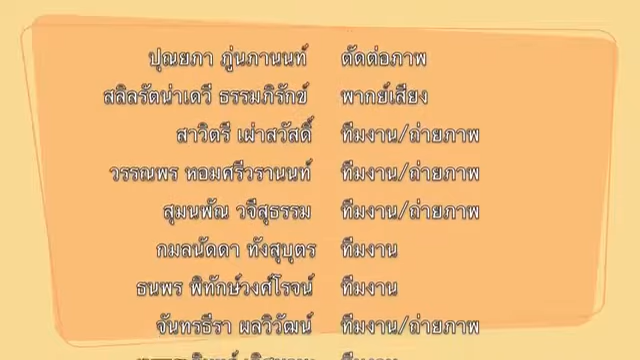 ปุณยภา ภู่นภานนท์ ตัดต่อภาพ
สลิลรัตน่าเดวี ธรรมภิรักข์ พากย์เสียง
สาวิตรี เผ่าสวัสดิ์ ทีมงาน/ถ่ายภาพ
วรรณพร หอมศรีวรานนท์ ทีมงาน/ถ่ายภาพ
สุมนพัณ วจีสุธรรม ทีมงาน/ถ่ายภาพ
กมลนัดดา ทังสุบุตร ทีมงาน
ธนพร พิทักษ์วงศ์โรจน์ ทีมงาน
จันทรธีรา ผลวิวัฒน์ ทีมงาน/ถ่ายภาพ
ทีมงาน